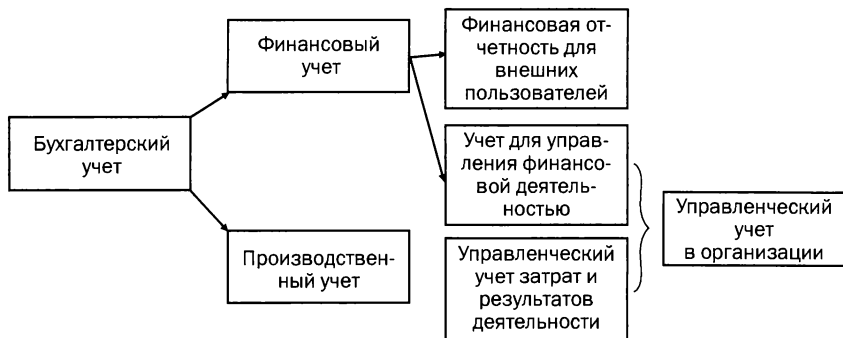 Финансовый
учет
Финансовая от-
четность для
внешних
пользователей
Бухгалтерский
учет
Учет для управ-
ления финансо-
вой деятель-
ностью
Управленческий
учет
в организации
Производствен-
ный учет
Управленческий
учет затрат и
результатов
деятельности